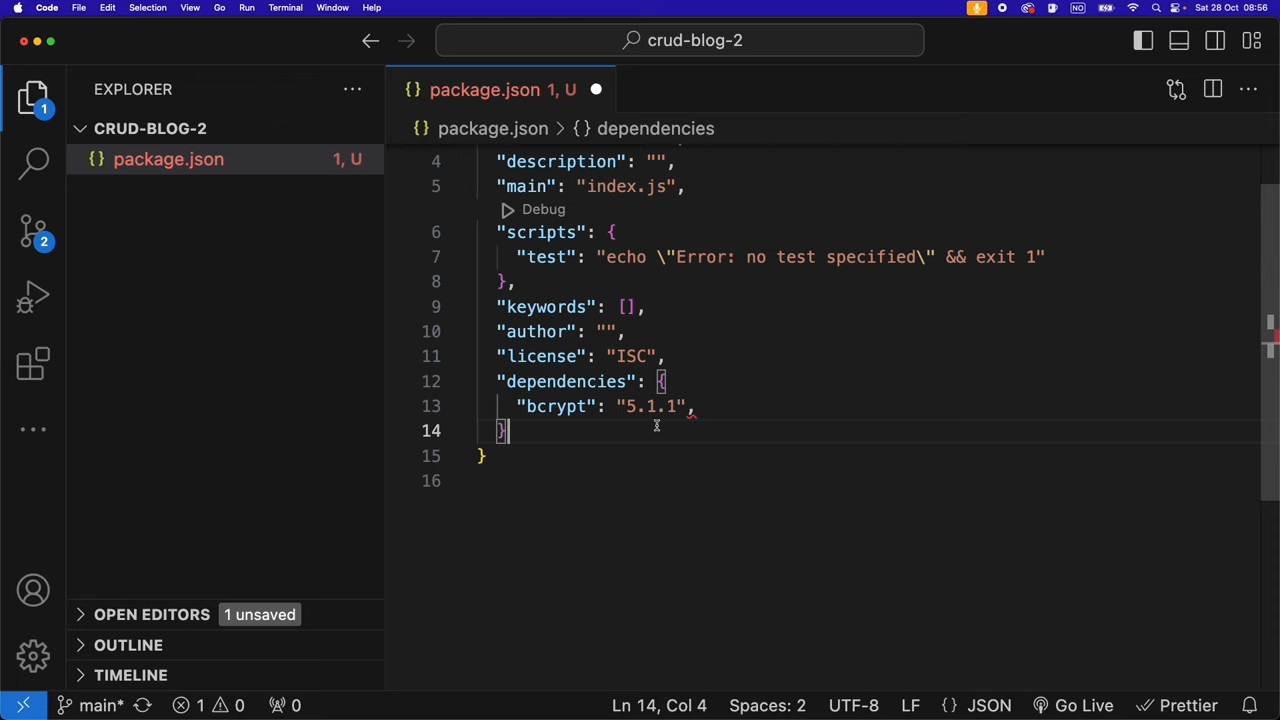 Code File Edit Selection View Go Run Terminal Window Help NO Sat 28 Oct 08:56
crud-blog-2
EXPLORER
1
CRUD-BLOG-2
{} package.json 1, U
2
OPEN EDITORS 1 unsaved
OUTLINE
TIMELINE
{} package.json 1, U
{} package.json > {} dependencies
4 "description": "",
5 "main": "index.js",
Debug
6 "scripts": {
7 "test": "echo \"Error: no test specified\" && exit 1"
8 },
9 "keywords": [],
10 "author": "",
11 "license": "ISC",
12 "dependencies": {
13 "bcrypt": "5.1.1",
14 }
15 }
16
main* 1 0 0 Ln 14, Col 4 Spaces: 2 UTF-8 LF {} JSON Go Live Prettier